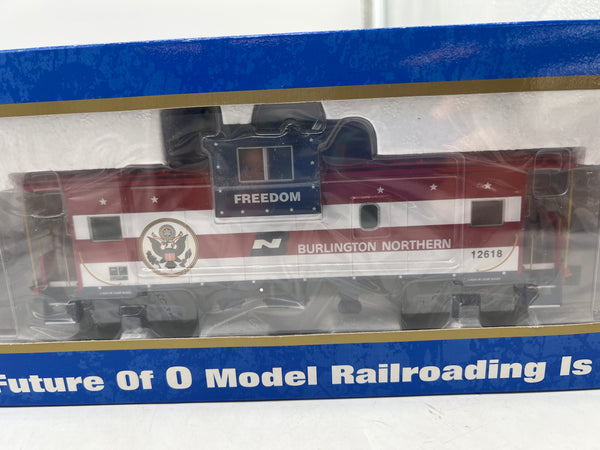 FREEDOM
BURLINGTON NORTHERN
12618
Future Of O Model Railroading Is